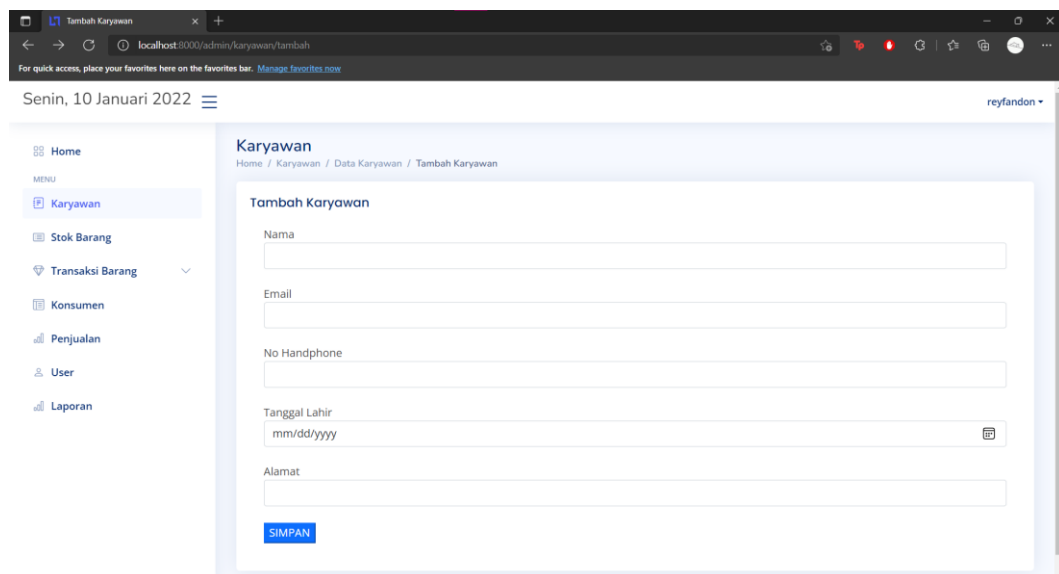 Tambah Karyawan
localhost:8000/admin/karyawan/tambah
For quick access, place your favorites here on the favorites bar. Manage favorites now
Senin, 10 Januari 2022
reyfandon
Home
MENU
Karyawan
Stok Barang
Transaksi Barang
Konsumen
Penjualan
User
Laporan
Karyawan
Home / Karyawan / Data Karyawan / Tambah Karyawan
Tambah Karyawan
Nama
Email
No Handphone
Tanggal Lahir
mm/dd/yyyy
Alamat
SIMPAN